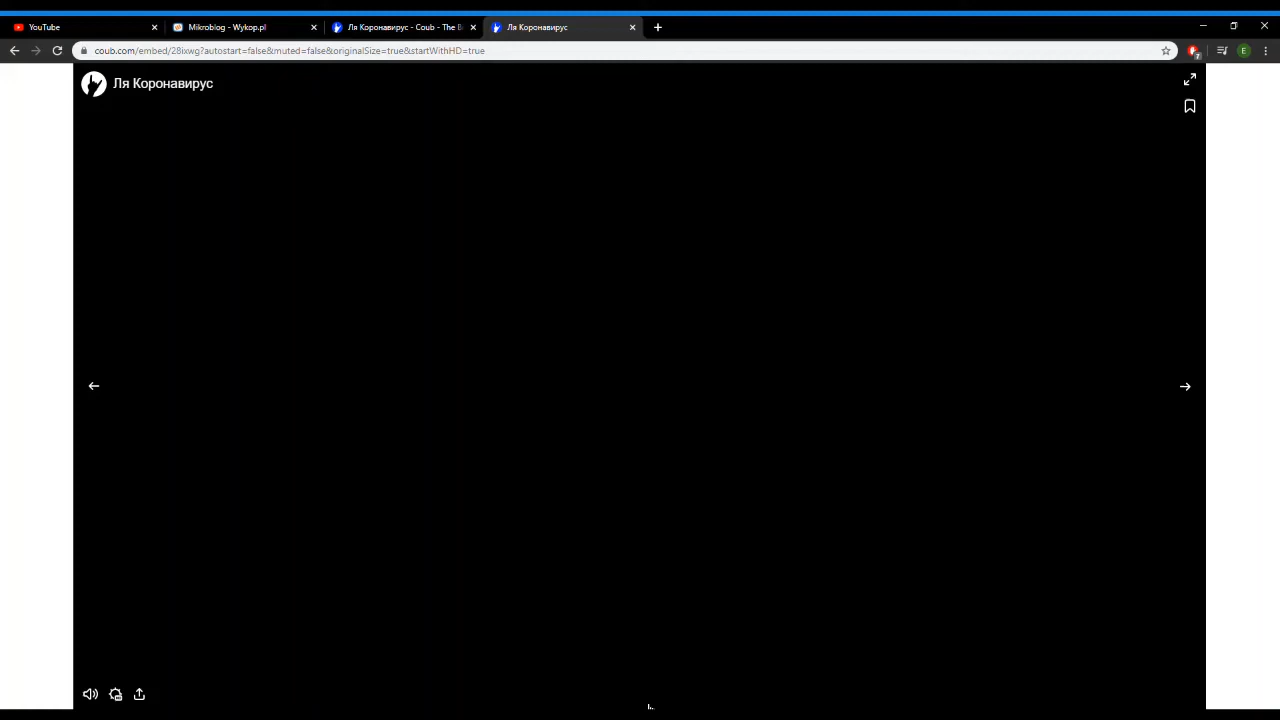 YouTube
Mikroblog - Wykop.pl
Ля Коронавирус - Coub - The B
Ля Коронавирус
coub.com/embed/28ixwg?autostart=false&muted=false&originalSize=true&startWithHD=true
E
Ля Коронавирус